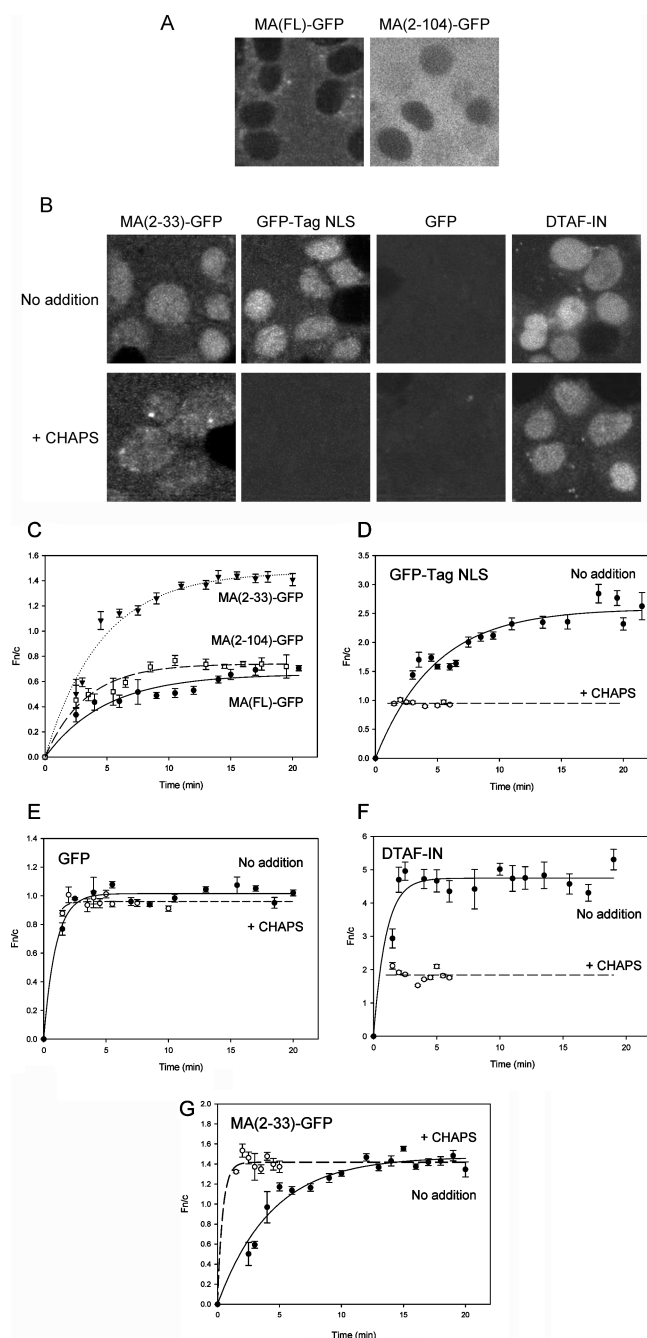 A
MA(FL)-GFP MA(2-104)-GFP
B
MA(2-33)-GFP GFP-Tag NLS GFP DTAF-IN
No addition
+ CHAPS
C
1.6
1.4
1.2
1.0
0.8
0.6
0.4
0.2
0.0
Fn/c
MA(2-33)-GFP
MA(2-104)-GFP
MA(FL)-GFP
0 5 10 15 20
Time (min)
D
GFP-Tag NLS
No addition
+ CHAPS
3.5
3.0
2.5
2.0
1.5
1.0
0.5
0.0
Fn/c
0 5 10 15 20
Time (min)
E
GFP
No addition
+ CHAPS
1.4
1.2
1.0
0.8
0.6
0.4
0.2
0.0
Fn/c
0 5 10 15 20
Time (min)
F
DTAF-IN
No addition
+ CHAPS
6
5
4
3
2
1
0
Fn/c
0 5 10 15 20
Time (min)
G
MA(2-33)-GFP
+ CHAPS
No addition
2.0
1.8
1.6
1.4
1.2
1.0
0.8
0.6
0.4
0.2
0.0
Fn/c
0 5 10 15 20
Time (min)